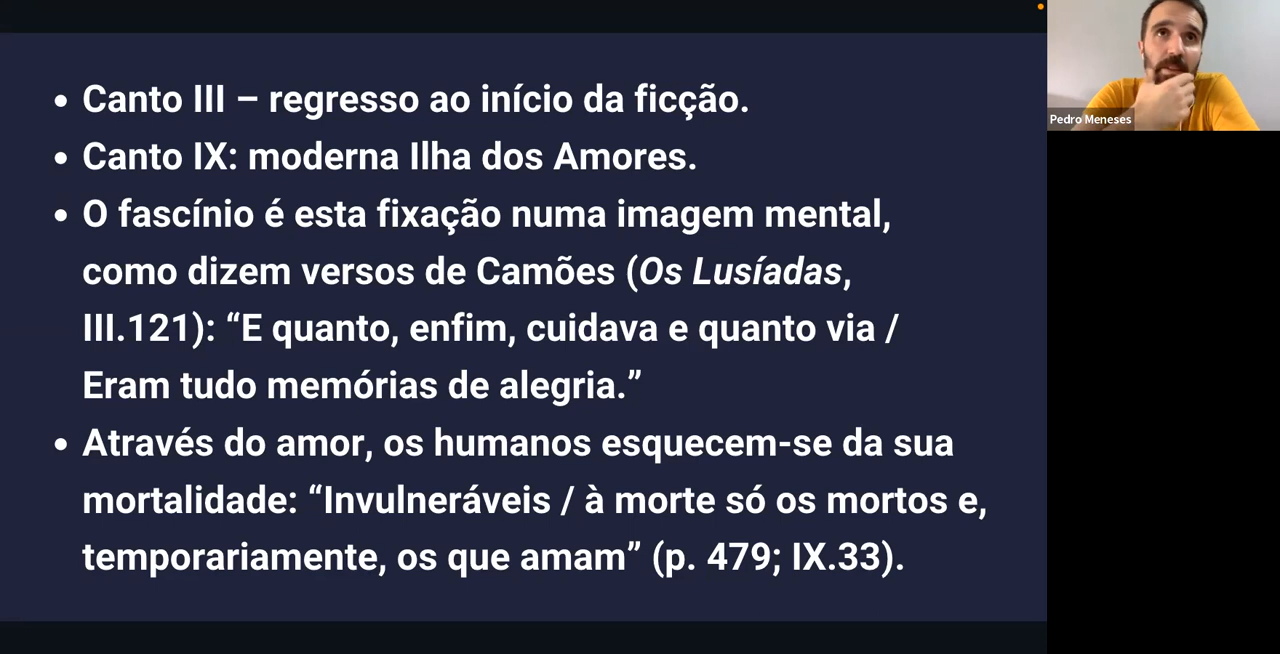 • Canto III – regresso ao início da ficção.
• Canto IX: moderna Ilha dos Amores.
• O fascínio é esta fixação numa imagem mental,
como dizem versos de Camões (Os Lusíadas,
III.121): “E quanto, enfim, cuidava e quanto via /
Eram tudo memórias de alegria.”
• Através do amor, os humanos esquecem-se da sua
mortalidade: “Invulneráveis / à morte só os mortos e,
temporariamente, os que amam” (p. 479; IX.33).
Pedro Meneses